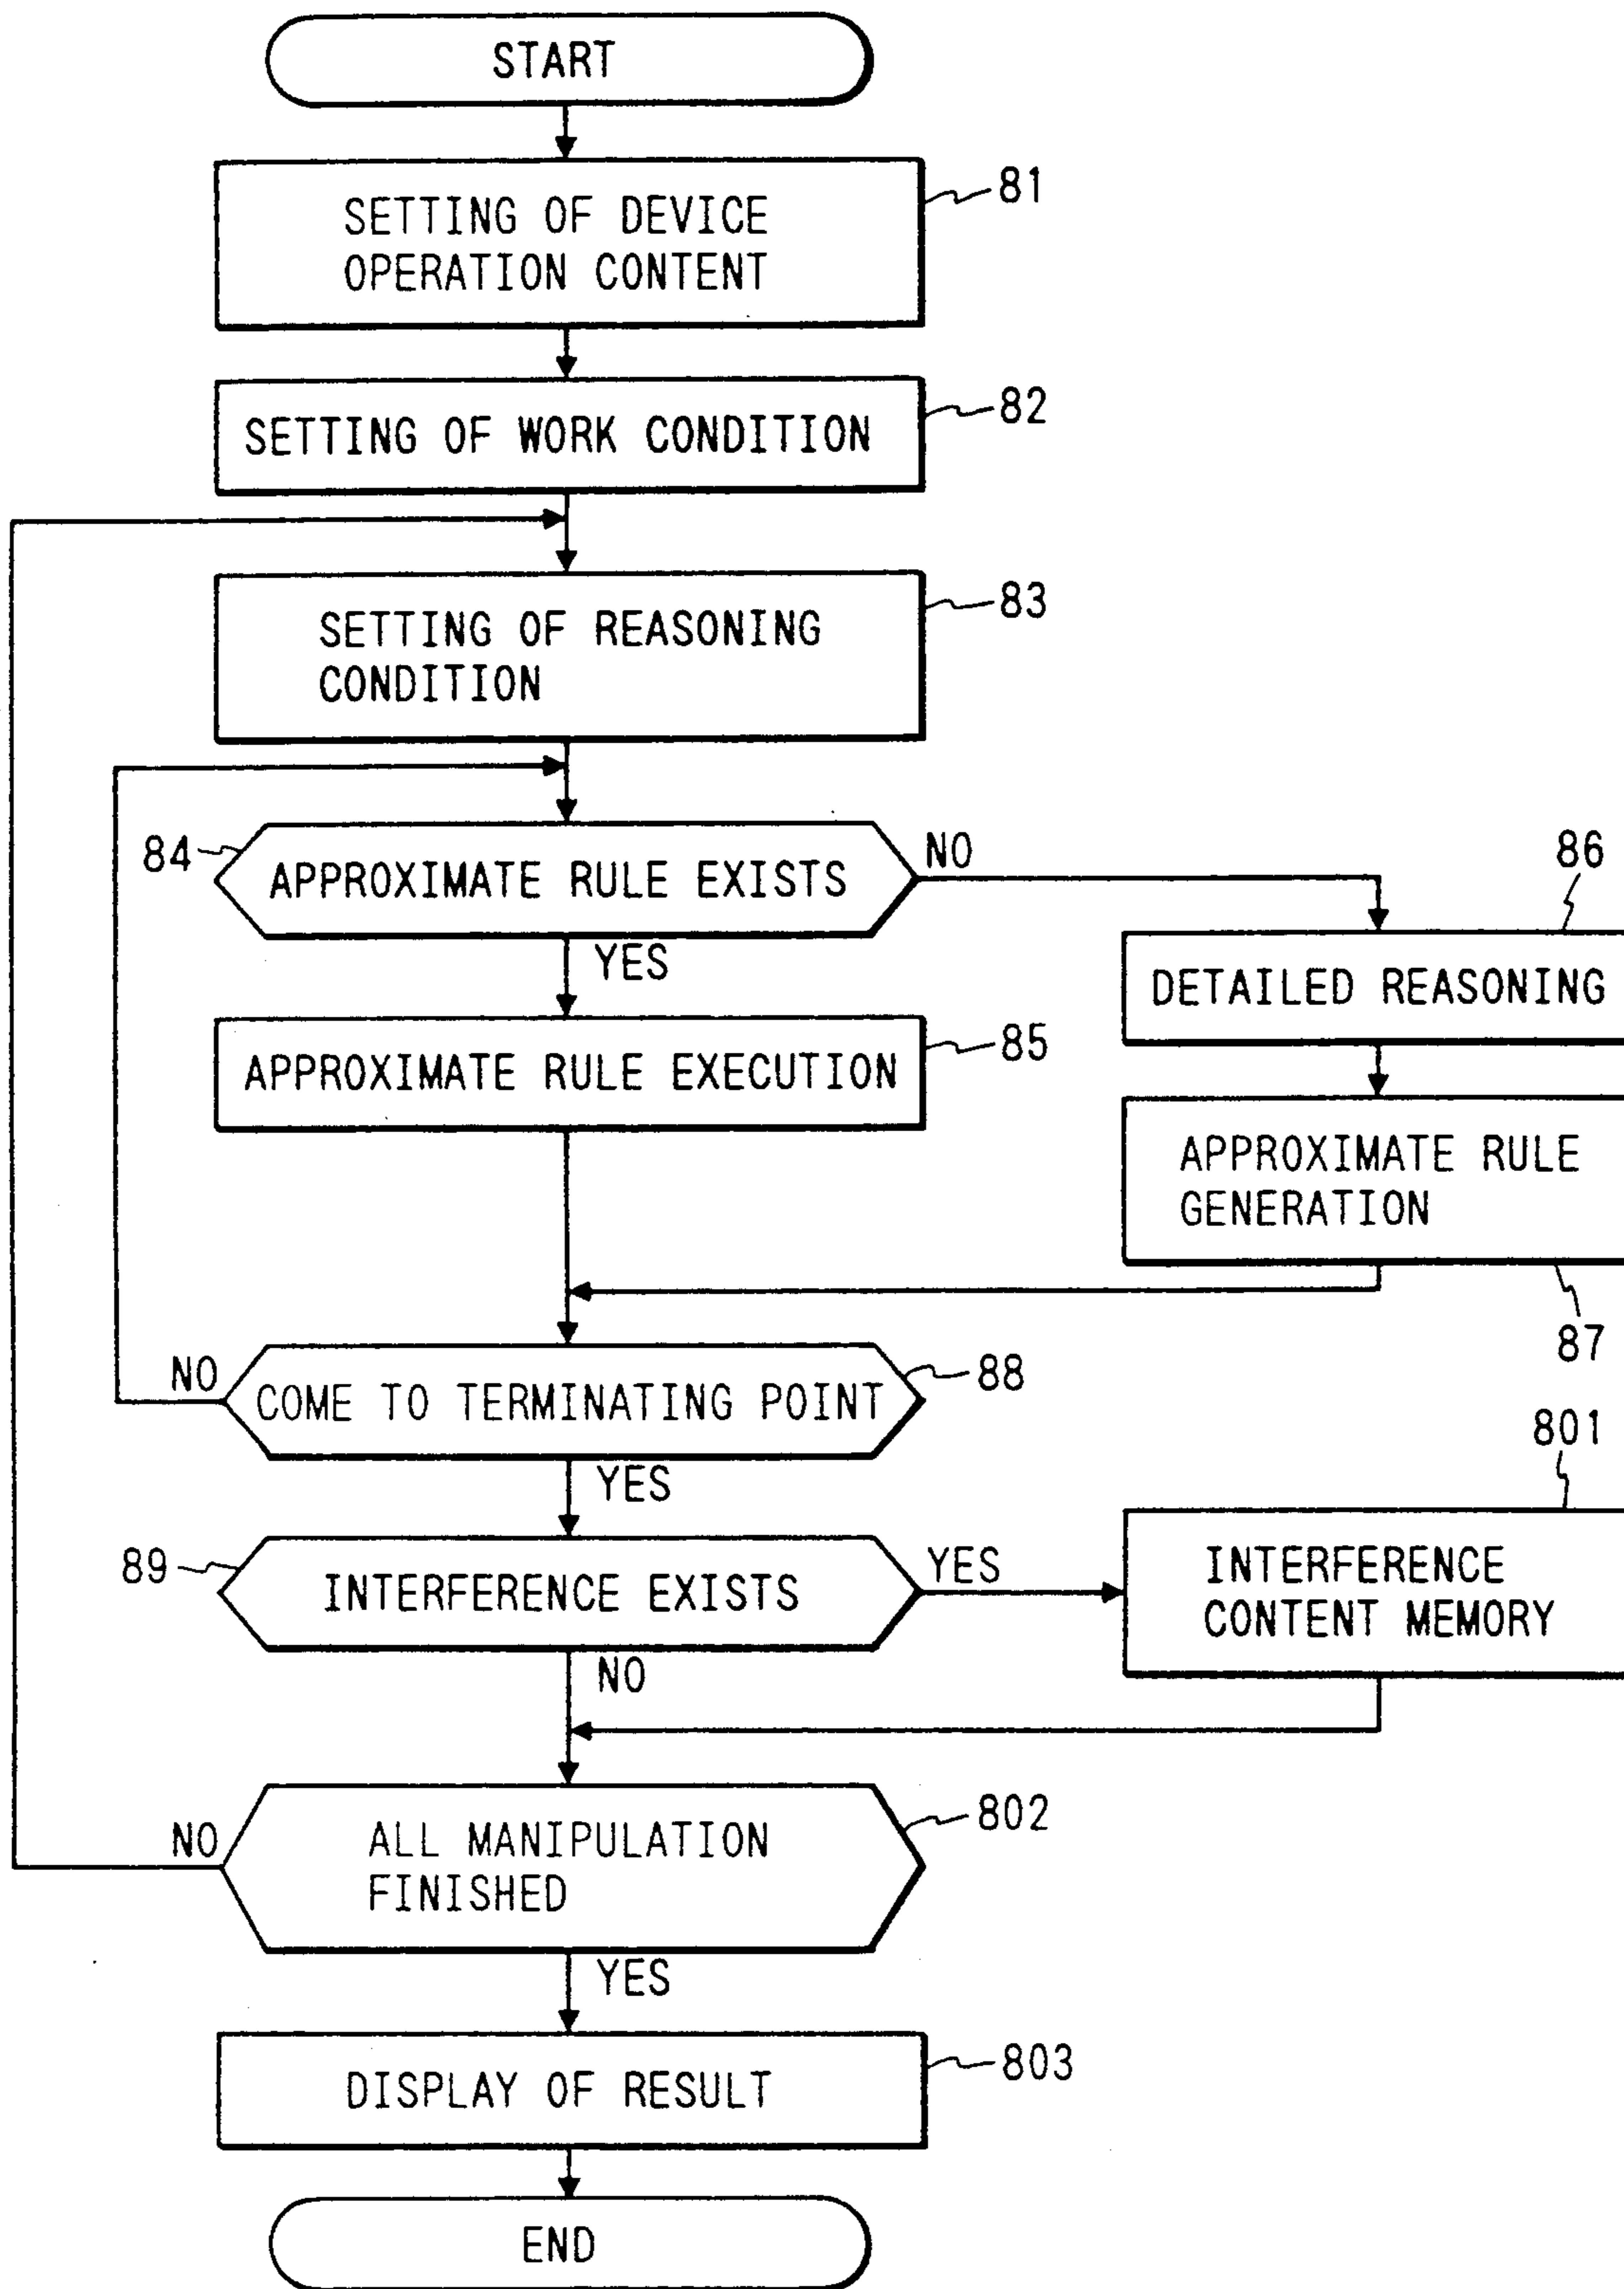 START
SETTING OF DEVICE
OPERATION CONTENT
81
SETTING OF WORK CONDITION
82
SETTING OF REASONING
CONDITION
83
84
APPROXIMATE RULE EXISTS
NO
YES
86
DETAILED REASONING
APPROXIMATE RULE EXECUTION
85
APPROXIMATE RULE
GENERATION
87
NO
COME TO TERMINATING POINT
88
YES
801
89
INTERFERENCE EXISTS
YES
NO
INTERFERENCE
CONTENT MEMORY
NO
ALL MANIPULATION
FINISHED
802
YES
DISPLAY OF RESULT
803
END